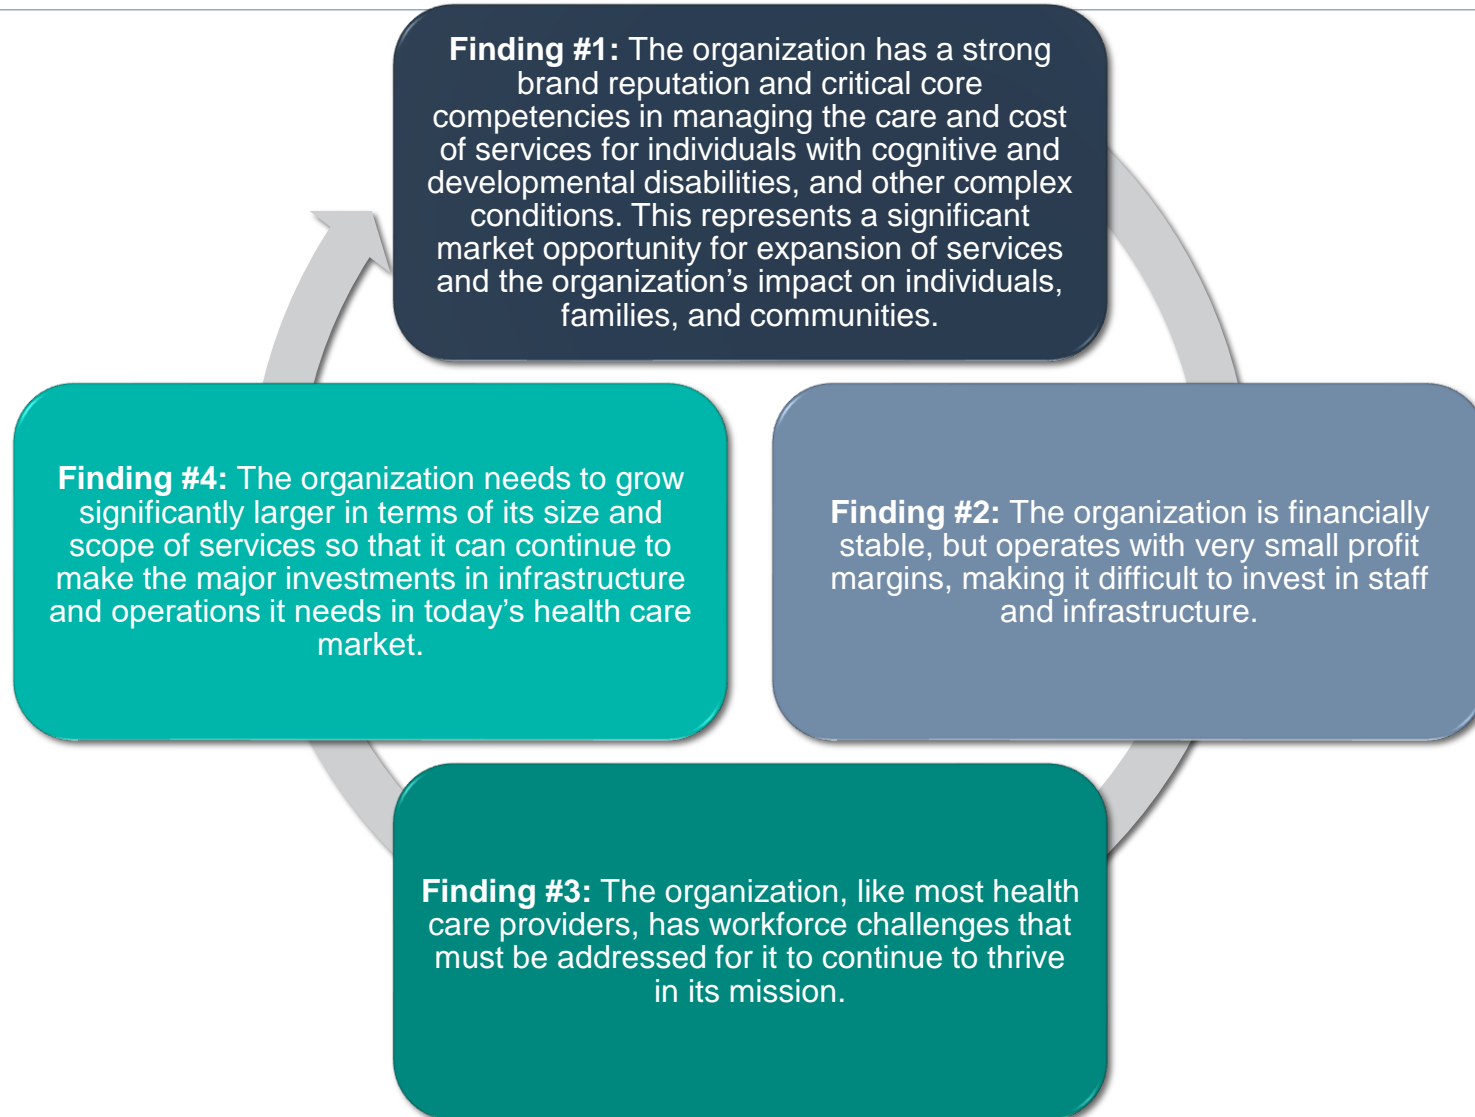 Finding #1: The organization has a strong
brand reputation and critical core
competencies in managing the care and cost
of services for individuals with cognitive and
developmental disabilities, and other complex
conditions. This represents a significant
market opportunity for expansion of services
and the organization’s impact on individuals,
families, and communities.
Finding #2: The organization is financially
stable, but operates with very small profit
margins, making it difficult to invest in staff
and infrastructure.
Finding #3: The organization, like most health
care providers, has workforce challenges that
must be addressed for it to continue to thrive
in its mission.
Finding #4: The organization needs to grow
significantly larger in terms of its size and
scope of services so that it can continue to
make the major investments in infrastructure
and operations it needs in today’s health care
market.